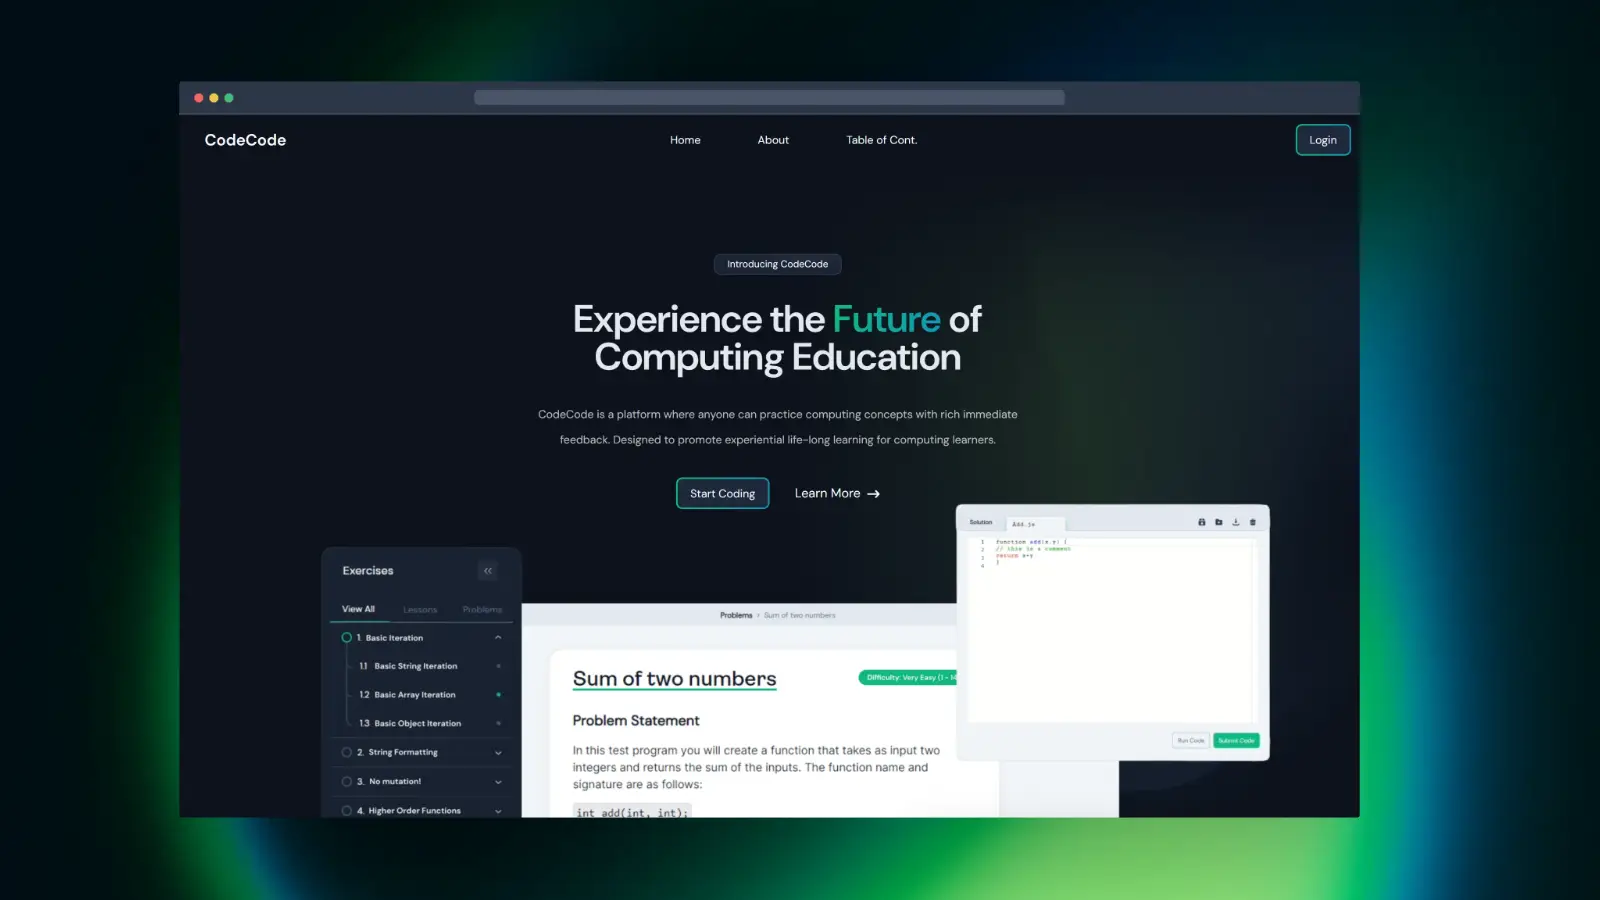 CodeCode
Home
About
Table of Cont.
Login
Introducing CodeCode
Experience the Future of
Computing Education
CodeCode is a platform where anyone can practice computing concepts with rich immediate
feedback. Designed to promote experiential life-long learning for computing learners.
Start Coding
Learn More →
Exercises
View All
Lessons
Problems
1. Basic Iteration
1.1 Basic String Iteration
1.2 Basic Array Iteration
1.3 Basic Object Iteration
2. String Formatting
3. No mutation!
4. Higher Order Functions
Problems > Sum of two numbers
Sum of two numbers
Difficulty: Very Easy (1 -
Problem Statement
In this test program you will create a function that takes as input two
integers and returns the sum of the inputs. The function name and
signature are as follows:
int add(int, int);
Solution
Add.js
1 function add(x,y) {
2 // this is a comment
3 return x+y
4 }
Run Code
Submit Code